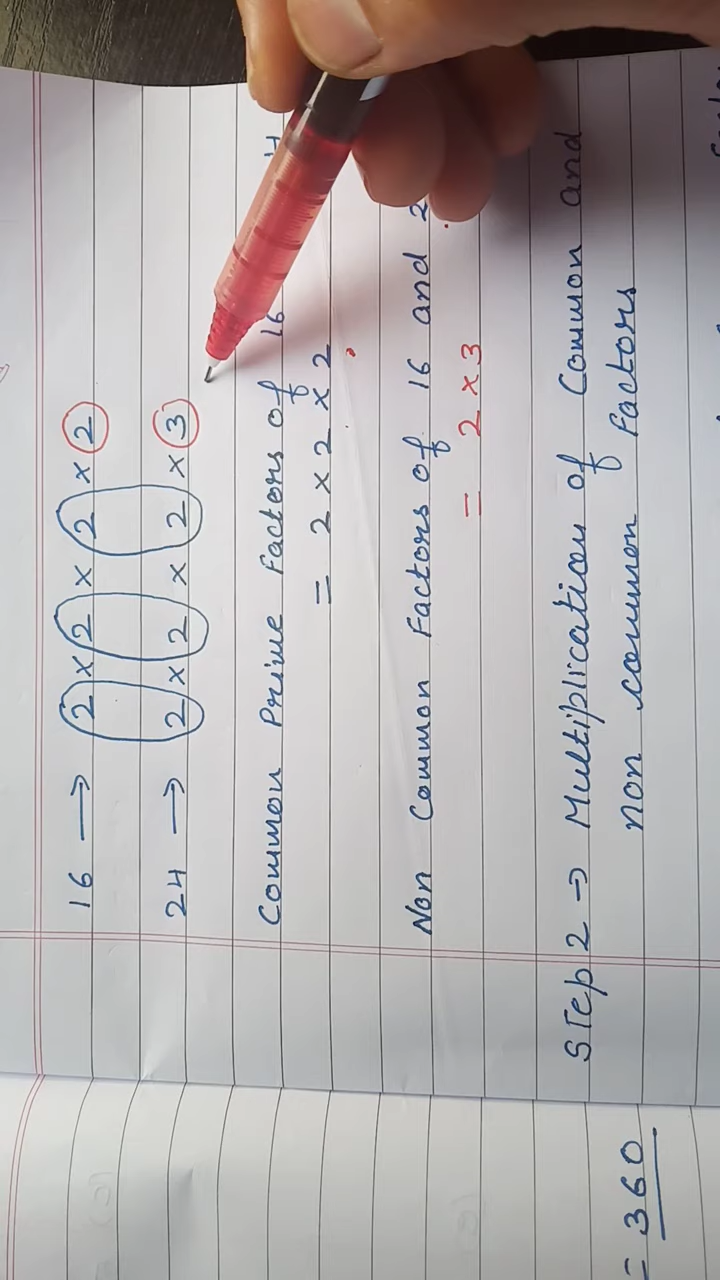 16 → 2 x 2 x 2 x 2
24 → 2 x 2 x 2 x 3
Common Prime Factors of 16
= 2 x 2 x 2
Non Common Factors of 16 and 2
= 2 x 3
Step 2 → Multiplication of Common and
non common factors
= 360